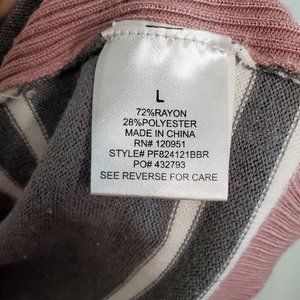 L
72%RAYON
28%POLYESTER
MADE IN CHINA
RN# 120951
STYLE# PF824121BBR
PO# 432793
SEE REVERSE FOR CARE